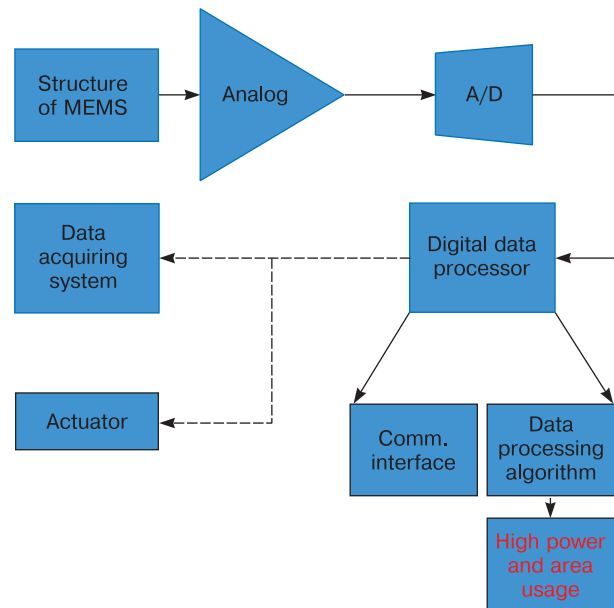 Structure
of MEMS
Analog
A/D
Data
acquiring
system
Digital data
processor
Actuator
Comm.
interface
Data
processing
algorithm
High power
and area
usage